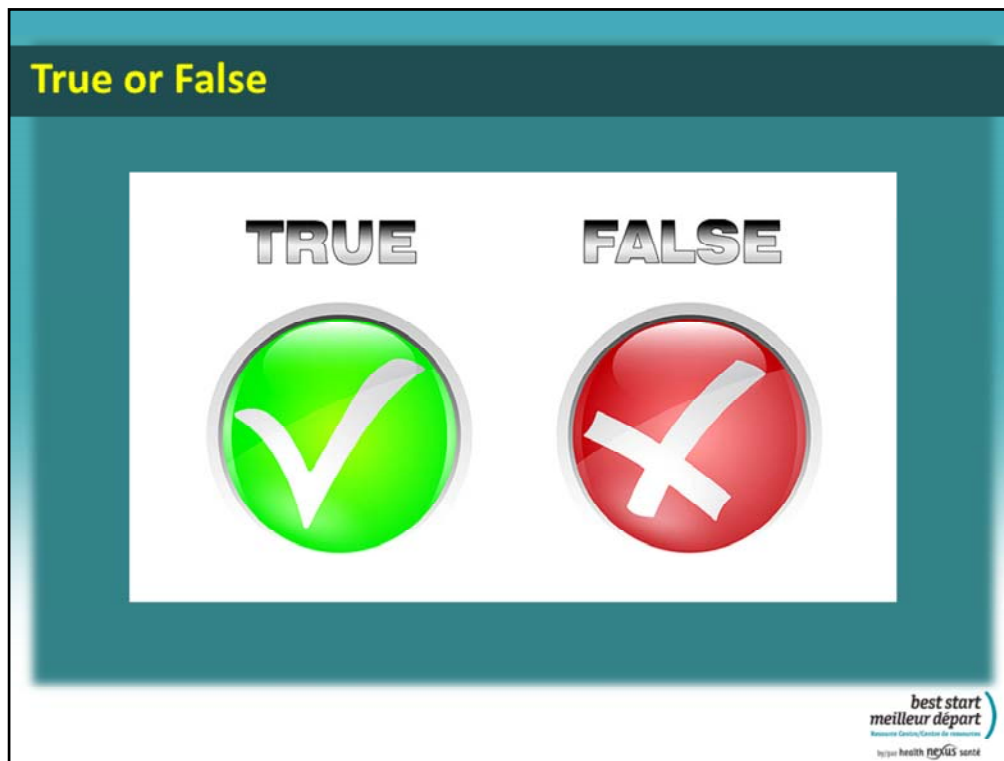 True or False
TRUE FALSE
best start
meilleur départ
Resource Centre/Centre de ressources
by/par health nexus santé